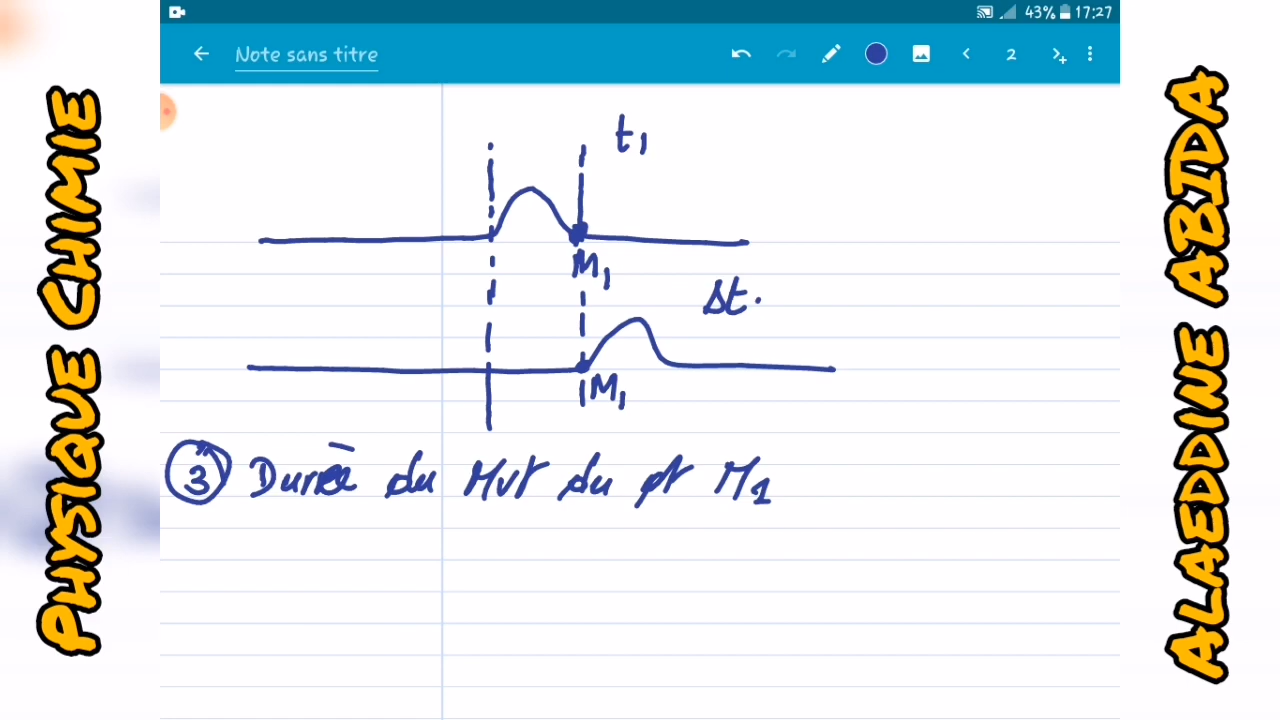 PHYSIQUE CHIMIE
43% 17:27
Note sans titre
2
t1
M1
Δt.
M1
3 Durée du Mvt du pt M1
ALAEDDINE ABIDA